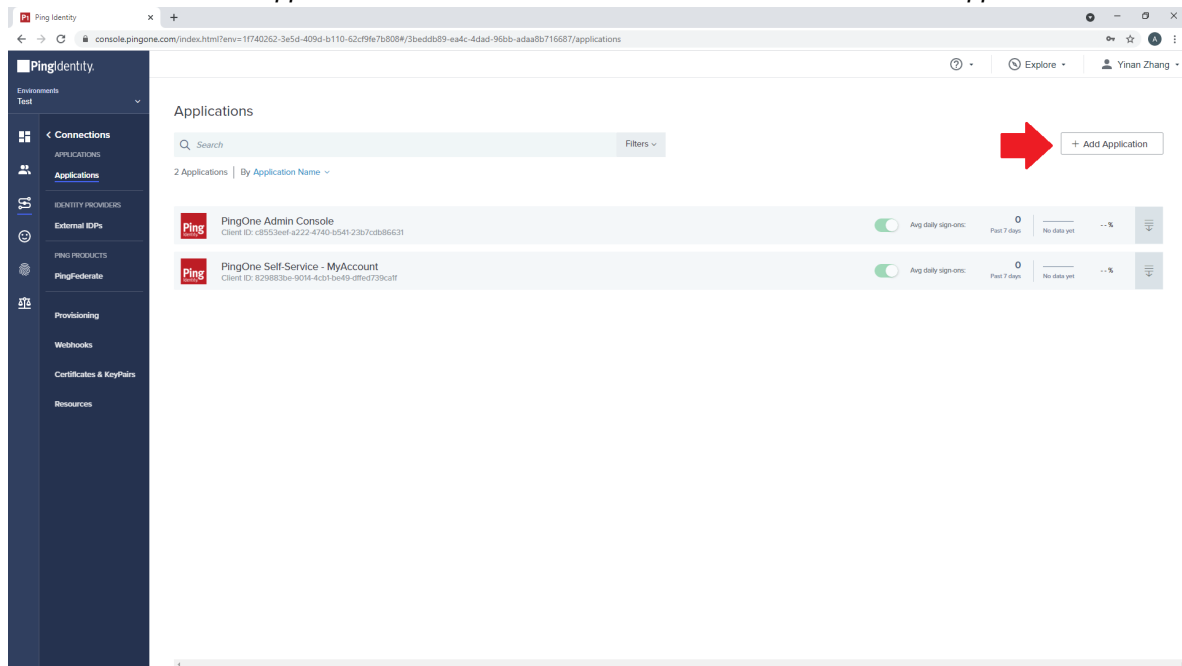 Ping Identity
console.pingone.com/index.html?env=1f740262-3e5d-409d-b110-62cf9fe7b808#/3beddb89-ea4c-4dad-96bb-adaa8b716687/applications
PingIdentity.
Explore
Yinan Zhang
Environments
Test
Applications
Connections
APPLICATIONS
Applications
IDENTITY PROVIDERS
External IDPs
PING PRODUCTS
PingFederate
Provisioning
Webhooks
Certificates & KeyPairs
Resources
Search
Filters
+ Add Application
2 Applications | By Application Name
PingOne Admin Console
Client ID: c8553eef-a222-4740-b541-23b7cdb86631
Avg daily sign-ons:
0
Past 7 days
No data yet
--%
PingOne Self-Service - MyAccount
Client ID: 829883be-9014-4cb1-be49-dffed739ca1f
Avg daily sign-ons:
0
Past 7 days
No data yet
--%